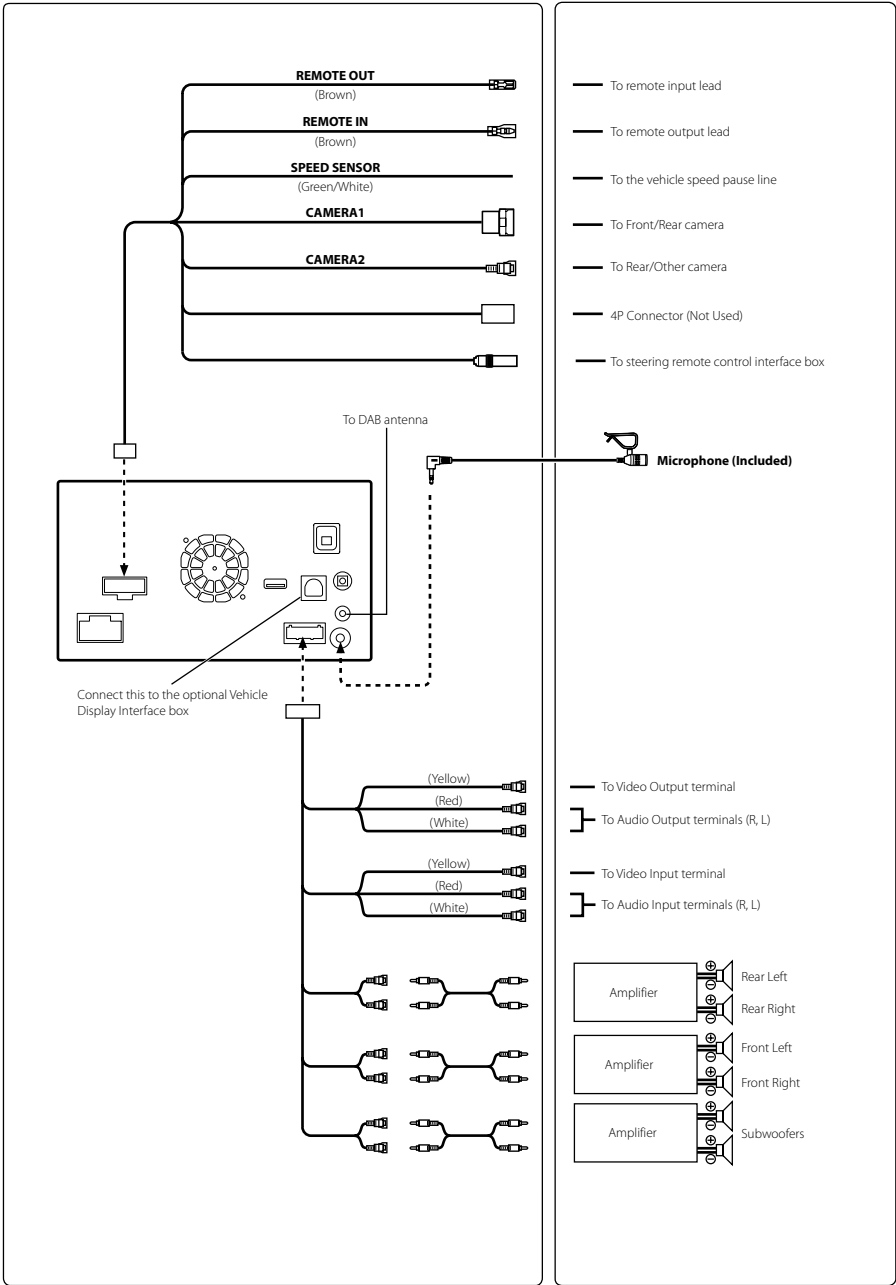 REMOTE OUT
(Brown)
To remote input lead
REMOTE IN
(Brown)
To remote output lead
SPEED SENSOR
(Green/White)
To the vehicle speed pause line
CAMERA1
To Front/Rear camera
CAMERA2
To Rear/Other camera
4P Connector (Not Used)
To steering remote control interface box
To DAB antenna
Microphone (Included)
Connect this to the optional Vehicle
Display Interface box
(Yellow)
To Video Output terminal
(Red)
To Audio Output terminals (R, L)
(White)
(Yellow)
To Video Input terminal
(Red)
To Audio Input terminals (R, L)
(White)
Amplifier
Rear Left
Rear Right
Amplifier
Front Left
Front Right
Amplifier
Subwoofers